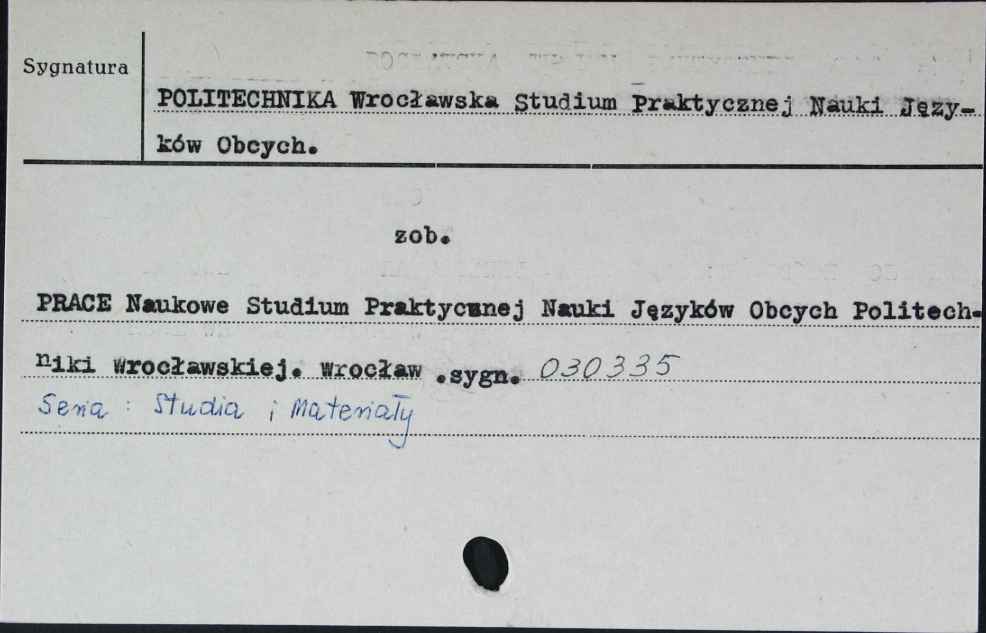 Sygnatura
POLITECHNIKA Wrocławska Studium Praktycznej Nauki Języ-
ków Obcych.
zob.
PRACE Naukowe Studium Praktycznej Nauki Języków Obcych Politech-
niki Wrocławskiej. Wrocław .sygn. 030335
Seria : Studia i Materiały